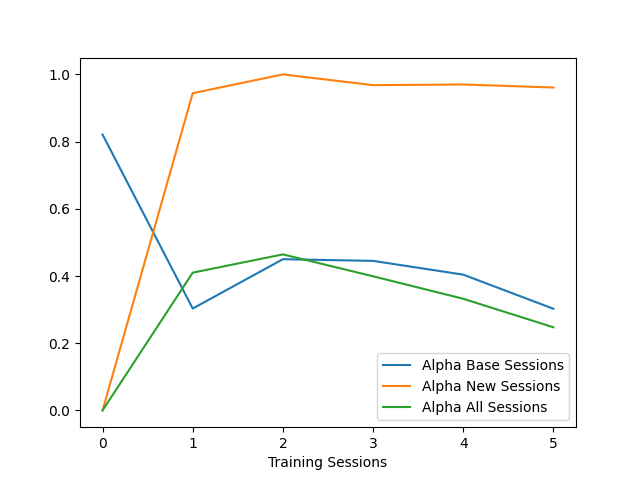 1.0
0.8
0.6
0.4
0.2
0.0
Alpha Base Sessions
Alpha New Sessions
Alpha All Sessions
0 1 2 3 4 5
Training Sessions